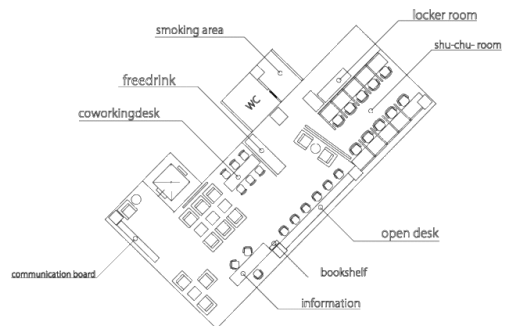 locker room
smoking area
shu-chu- room
freedrink
WC
coworkingdesk
open desk
communication board
bookshelf
information